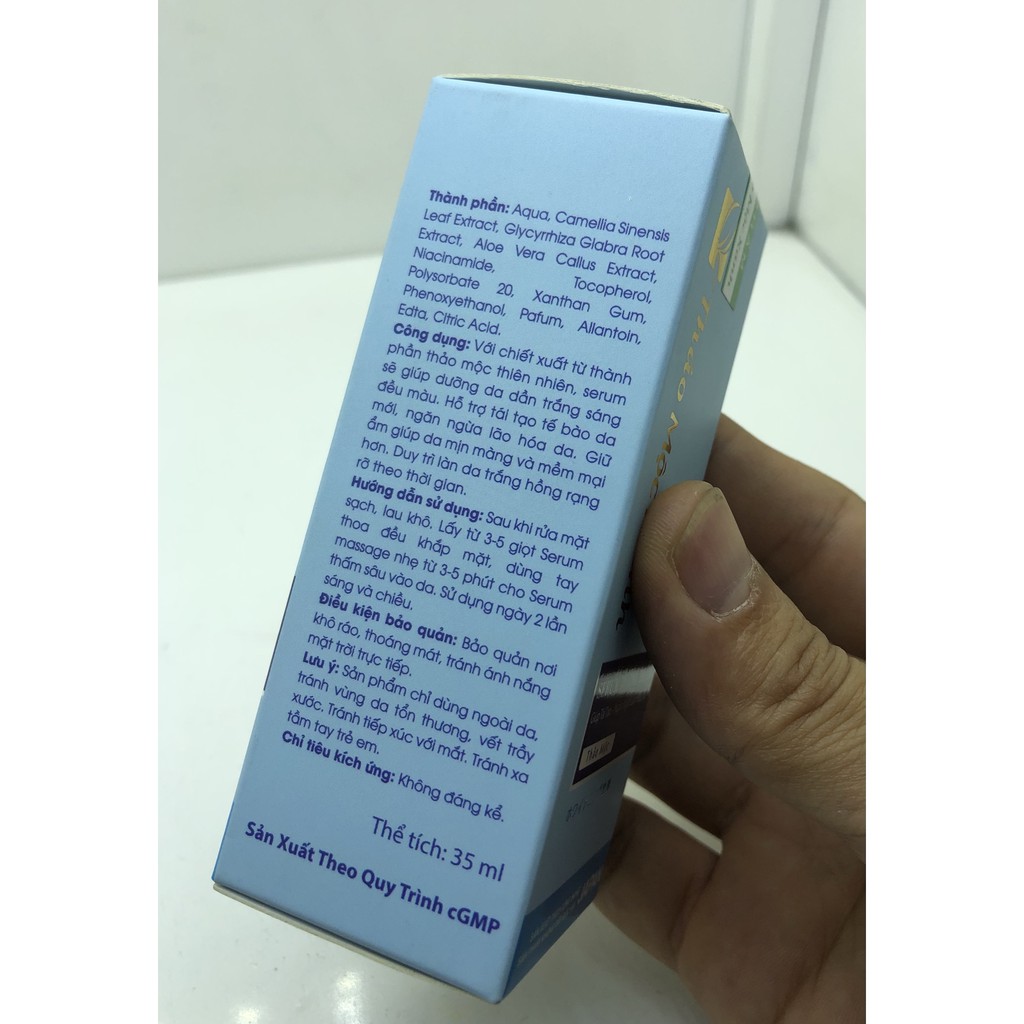 Thành phần: Aqua, Camellia Sinensis
Leaf Extract, Glycyrrhiza Glabra Root
Extract, Aloe Vera Callus Extract,
Niacinamide, Tocopherol,
Polysorbate 20, Xanthan Gum,
Phenoxyethanol, Pafum, Allantoin,
Edta, Citric Acid.
Công dụng: Với chiết xuất từ thành
phần thảo mộc thiên nhiên, serum
sẽ giúp dưỡng da dần trắng sáng
đều màu. Hỗ trợ tái tạo tế bào da
mới, ngăn ngừa lão hóa da. Giữ
ẩm giúp da mịn màng và mềm mại
hơn. Duy trì làn da trắng hồng rạng
rỡ theo thời gian.
Hướng dẫn sử dụng: Sau khi rửa mặt
sạch, lau khô. Lấy từ 3-5 giọt Serum
thoa đều khắp mặt, dùng tay
massage nhẹ từ 3-5 phút cho Serum
thấm sâu vào da. Sử dụng ngày 2 lần
sáng và chiều.
Điều kiện bảo quản: Bảo quản nơi
khô ráo, thoáng mát, tránh ánh nắng
mặt trời trực tiếp.
Lưu ý: Sản phẩm chỉ dùng ngoài da,
tránh vùng da tổn thương, vết trầy
xước. Tránh tiếp xúc với mắt. Tránh xa
tầm tay trẻ em.
Chỉ tiêu kích ứng: Không đáng kể.
Thể tích: 35 ml
Sản Xuất Theo Quy Trình cGMP
Thảo